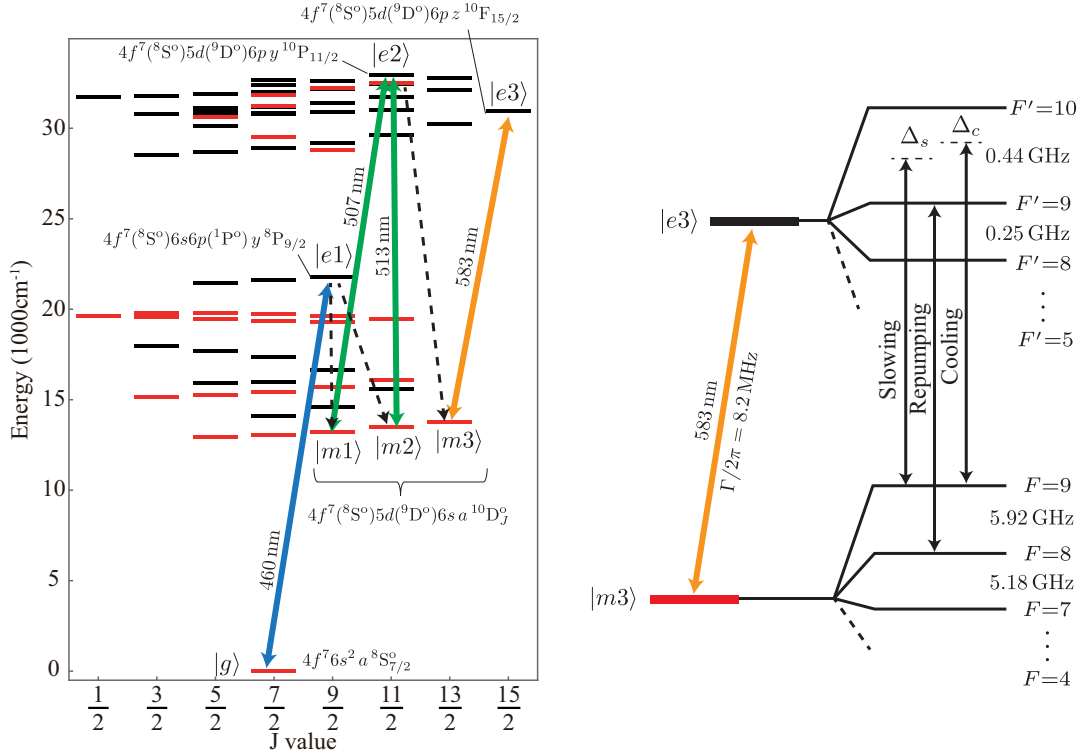 4f⁷(⁸Sᵒ)5d(⁹Dᵒ)6p z ¹⁰F₁₅/₂
4f⁷(⁸Sᵒ)5d(⁹Dᵒ)6p y ¹⁰P₁₁/₂
|e2⟩
|e3⟩
30
25
20
15
10
5
0
Energy (1000cm⁻¹)
507 nm
513 nm
583 nm
4f⁷(⁸Sᵒ)6s6p(¹Pᵒ) y ⁸P₉/₂
|e1⟩
|m1⟩
|m2⟩
|m3⟩
4f⁷(⁸Sᵒ)5d(⁹Dᵒ)6s a ¹⁰Dᵒ_J
460 nm
|g⟩
4f⁷6s² a ⁸Sᵒ₇/₂
1/2
3/2
5/2
7/2
9/2
11/2
13/2
15/2
J value
F′=10
Δs
Δc
0.44 GHz
|e3⟩
F′=9
0.25 GHz
F′=8
F′=5
Slowing
Repumping
Cooling
583 nm
Γ/2π = 8.2 MHz
F=9
5.92 GHz
F=8
5.18 GHz
|m3⟩
F=7
F=4